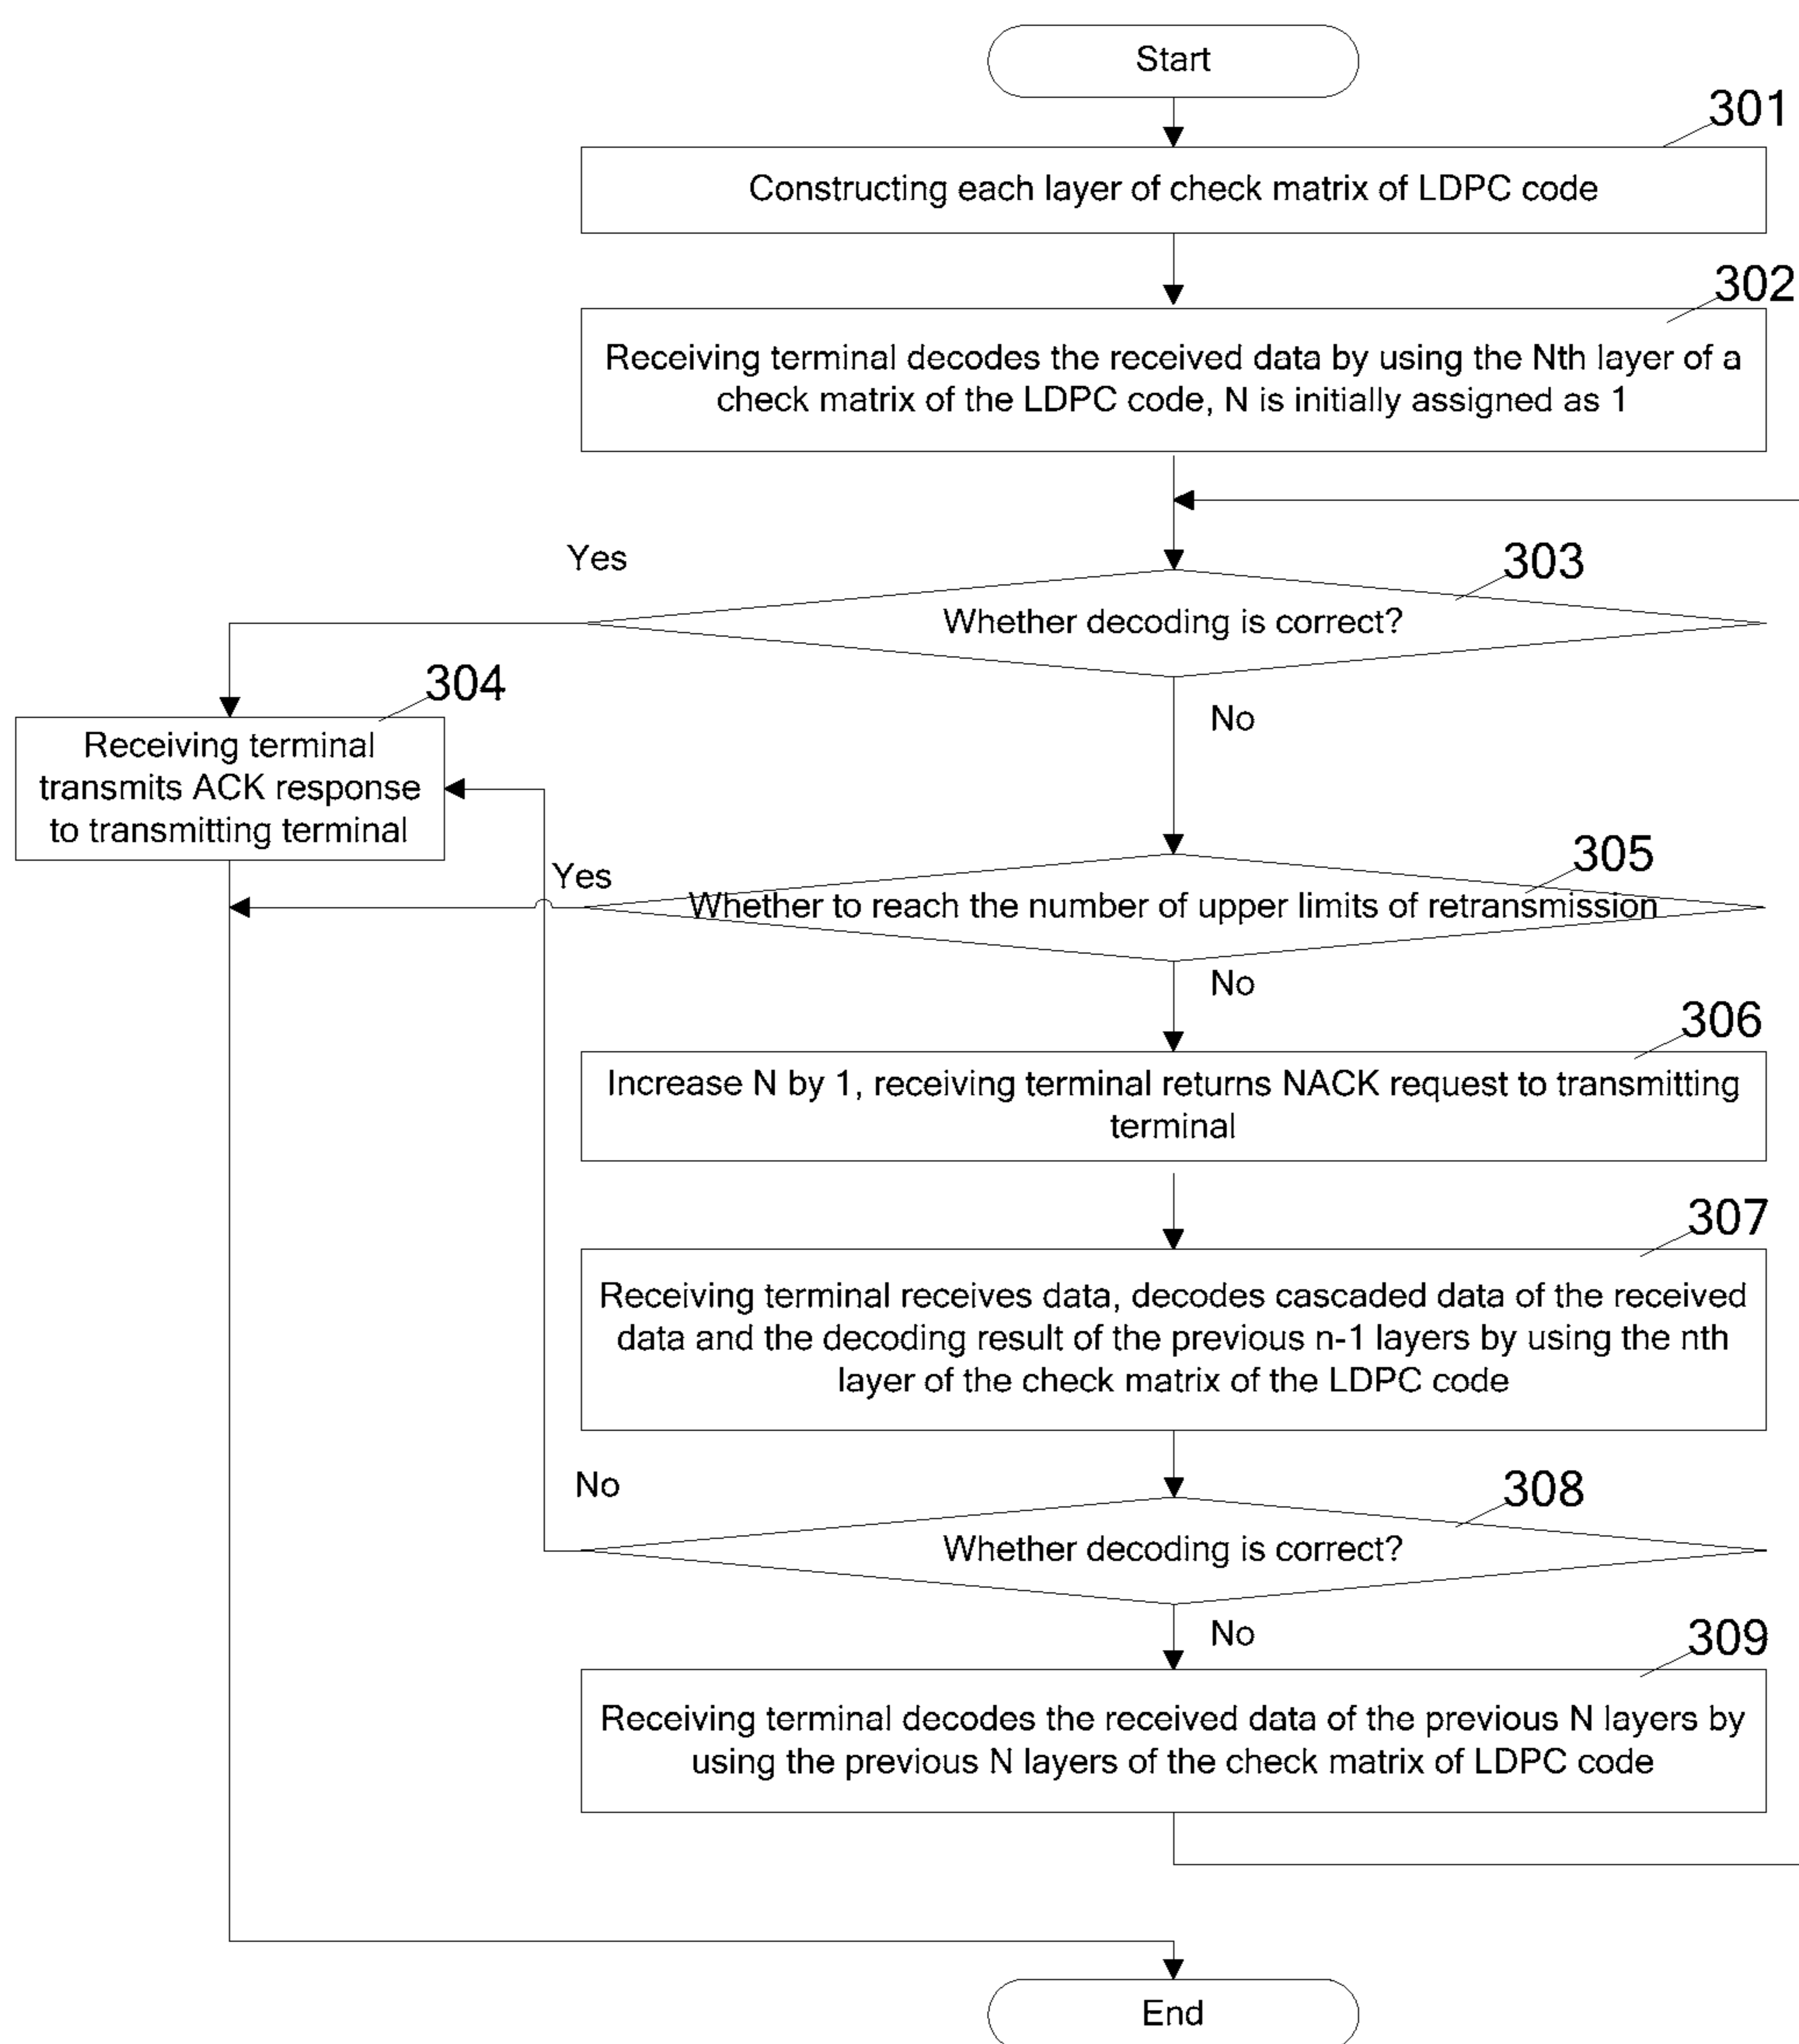 Start
301
Constructing each layer of check matrix of LDPC code
302
Receiving terminal decodes the received data by using the Nth layer of a
check matrix of the LDPC code, N is initially assigned as 1
Yes
303
Whether decoding is correct?
304
No
Receiving terminal
transmits ACK response
to transmitting terminal
305
Yes
Whether to reach the number of upper limits of retransmission
No
306
Increase N by 1, receiving terminal returns NACK request to transmitting
terminal
307
Receiving terminal receives data, decodes cascaded data of the received
data and the decoding result of the previous n-1 layers by using the nth
layer of the check matrix of the LDPC code
No
308
Whether decoding is correct?
No
309
Receiving terminal decodes the received data of the previous N layers by
using the previous N layers of the check matrix of LDPC code
End